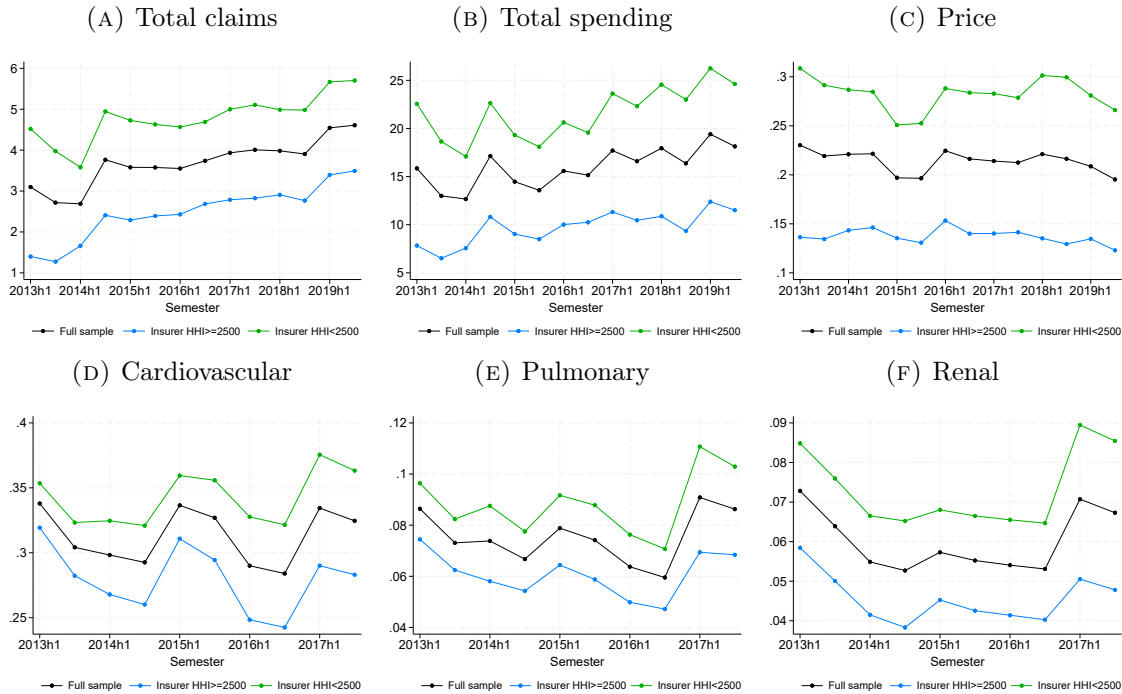 (A) Total claims
(B) Total spending
(C) Price
6
5
4
3
2
1
2013h1 2014h1 2015h1 2016h1 2017h1 2018h1 2019h1
Semester
Full sample Insurer HHI>=2500 Insurer HHI<2500
25
20
15
10
5
2013h1 2014h1 2015h1 2016h1 2017h1 2018h1 2019h1
Semester
Full sample Insurer HHI>=2500 Insurer HHI<2500
.3
.25
.2
.15
.1
2013h1 2014h1 2015h1 2016h1 2017h1 2018h1 2019h1
Semester
Full sample Insurer HHI>=2500 Insurer HHI<2500
(D) Cardiovascular
(E) Pulmonary
(F) Renal
.4
.35
.3
.25
2013h1 2014h1 2015h1 2016h1 2017h1
Semester
Full sample Insurer HHI>=2500 Insurer HHI<2500
.12
.1
.08
.06
.04
2013h1 2014h1 2015h1 2016h1 2017h1
Semester
Full sample Insurer HHI>=2500 Insurer HHI<2500
.09
.08
.07
.06
.05
.04
2013h1 2014h1 2015h1 2016h1 2017h1
Semester
Full sample Insurer HHI>=2500 Insurer HHI<2500